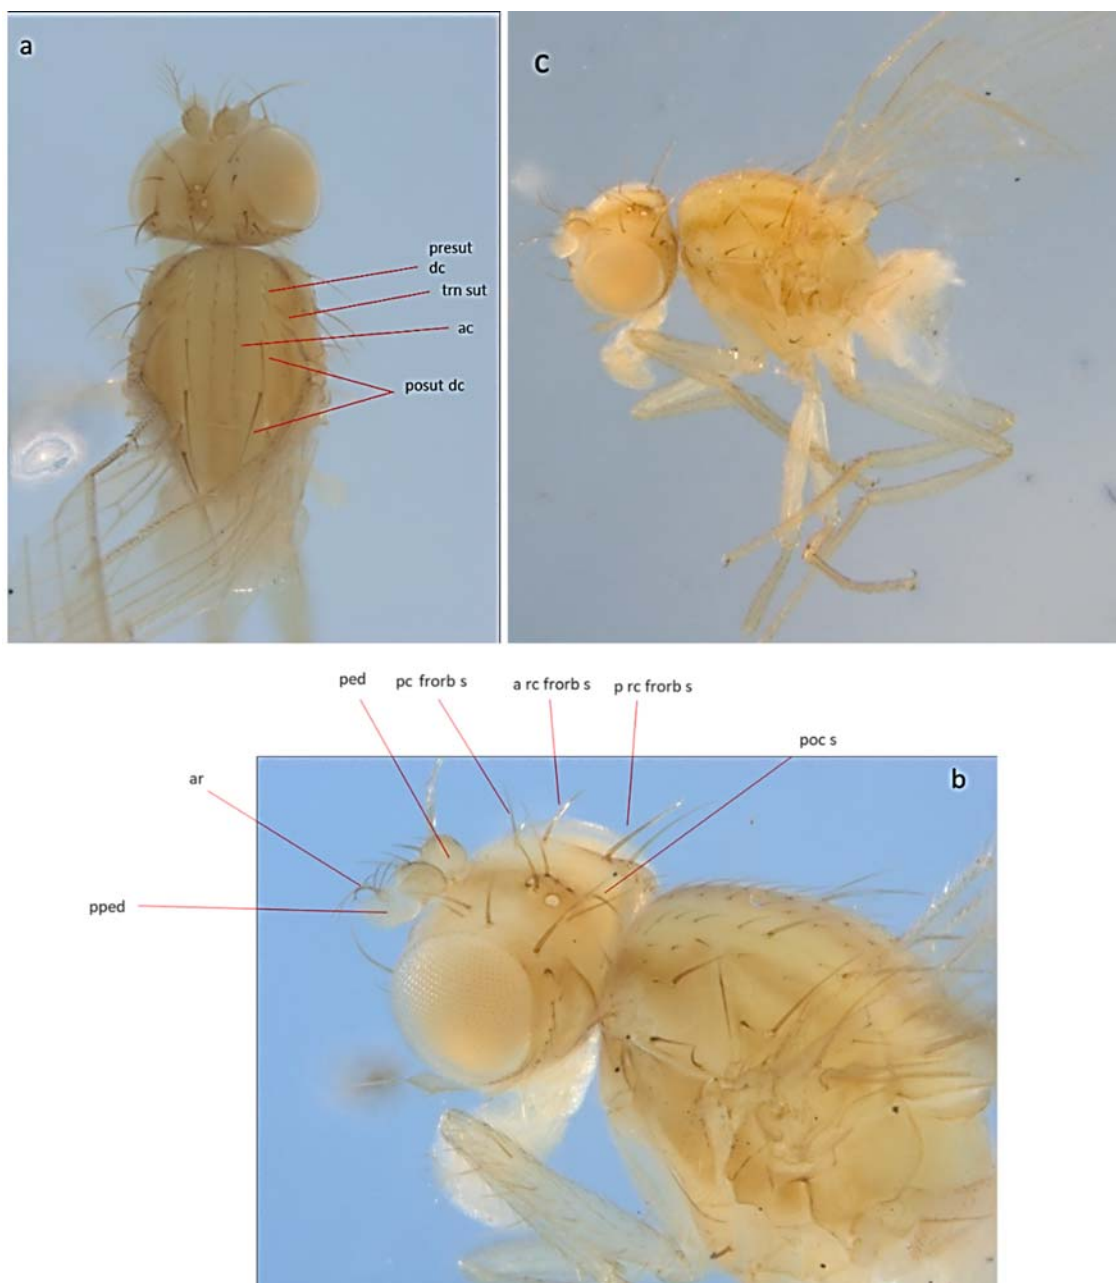 a
presut
dc
trn sut
ac
posut dc
c
ped
pc frorb s
a rc frorb s
p rc frorb s
poc s
ar
b
pped